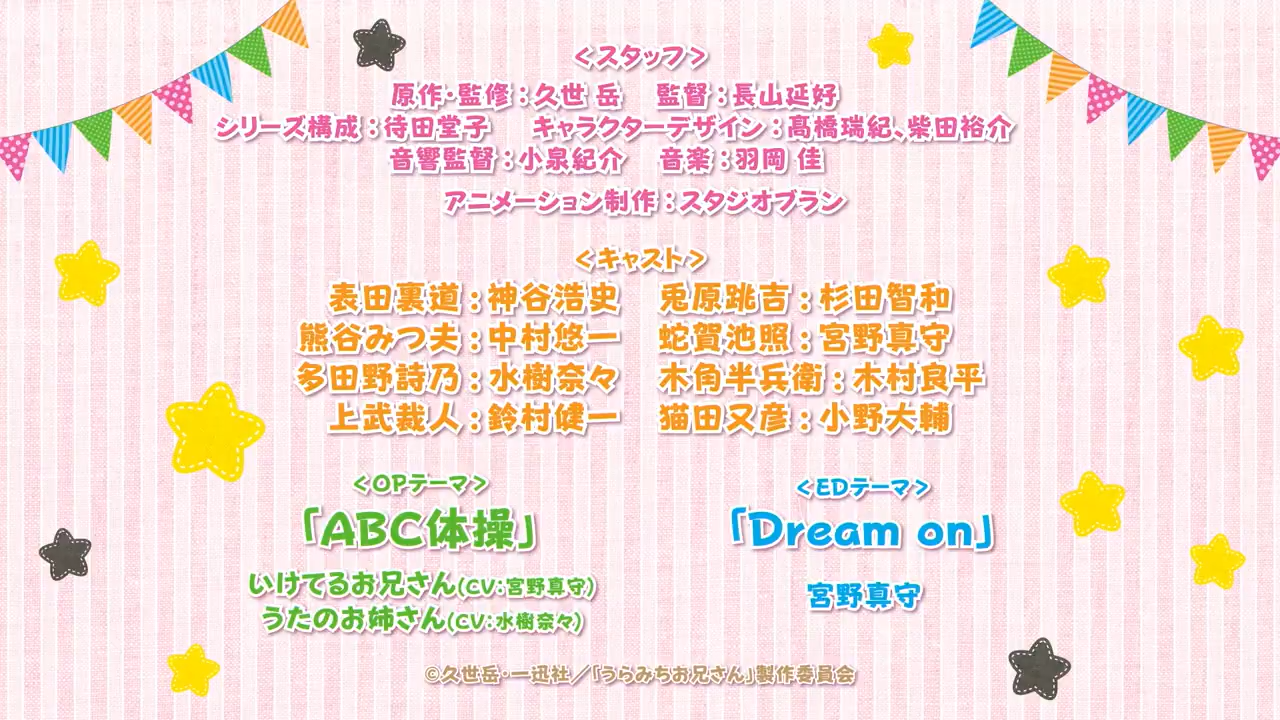 ＜スタッフ＞
原作・監修：久世 岳　監督：長山延好
シリーズ構成：待田堂子　キャラクターデザイン：髙橋瑞紀、柴田裕介
音響監督：小泉紀介　音楽：羽岡 佳
アニメーション制作：スタジオブラン
＜キャスト＞
表田裏道：神谷浩史　兎原跳吉：杉田智和
熊谷みつ夫：中村悠一　蛇賀池照：宮野真守
多田野詩乃：水樹奈々　木角半兵衛：木村良平
上武裁人：鈴村健一　猫田又彦：小野大輔
＜OPテーマ＞
「ABC体操」
いけてるお兄さん(CV：宮野真守)
うたのお姉さん(CV：水樹奈々)
＜EDテーマ＞
「Dream on」
宮野真守
©久世岳・一迅社／「うらみちお兄さん」製作委員会